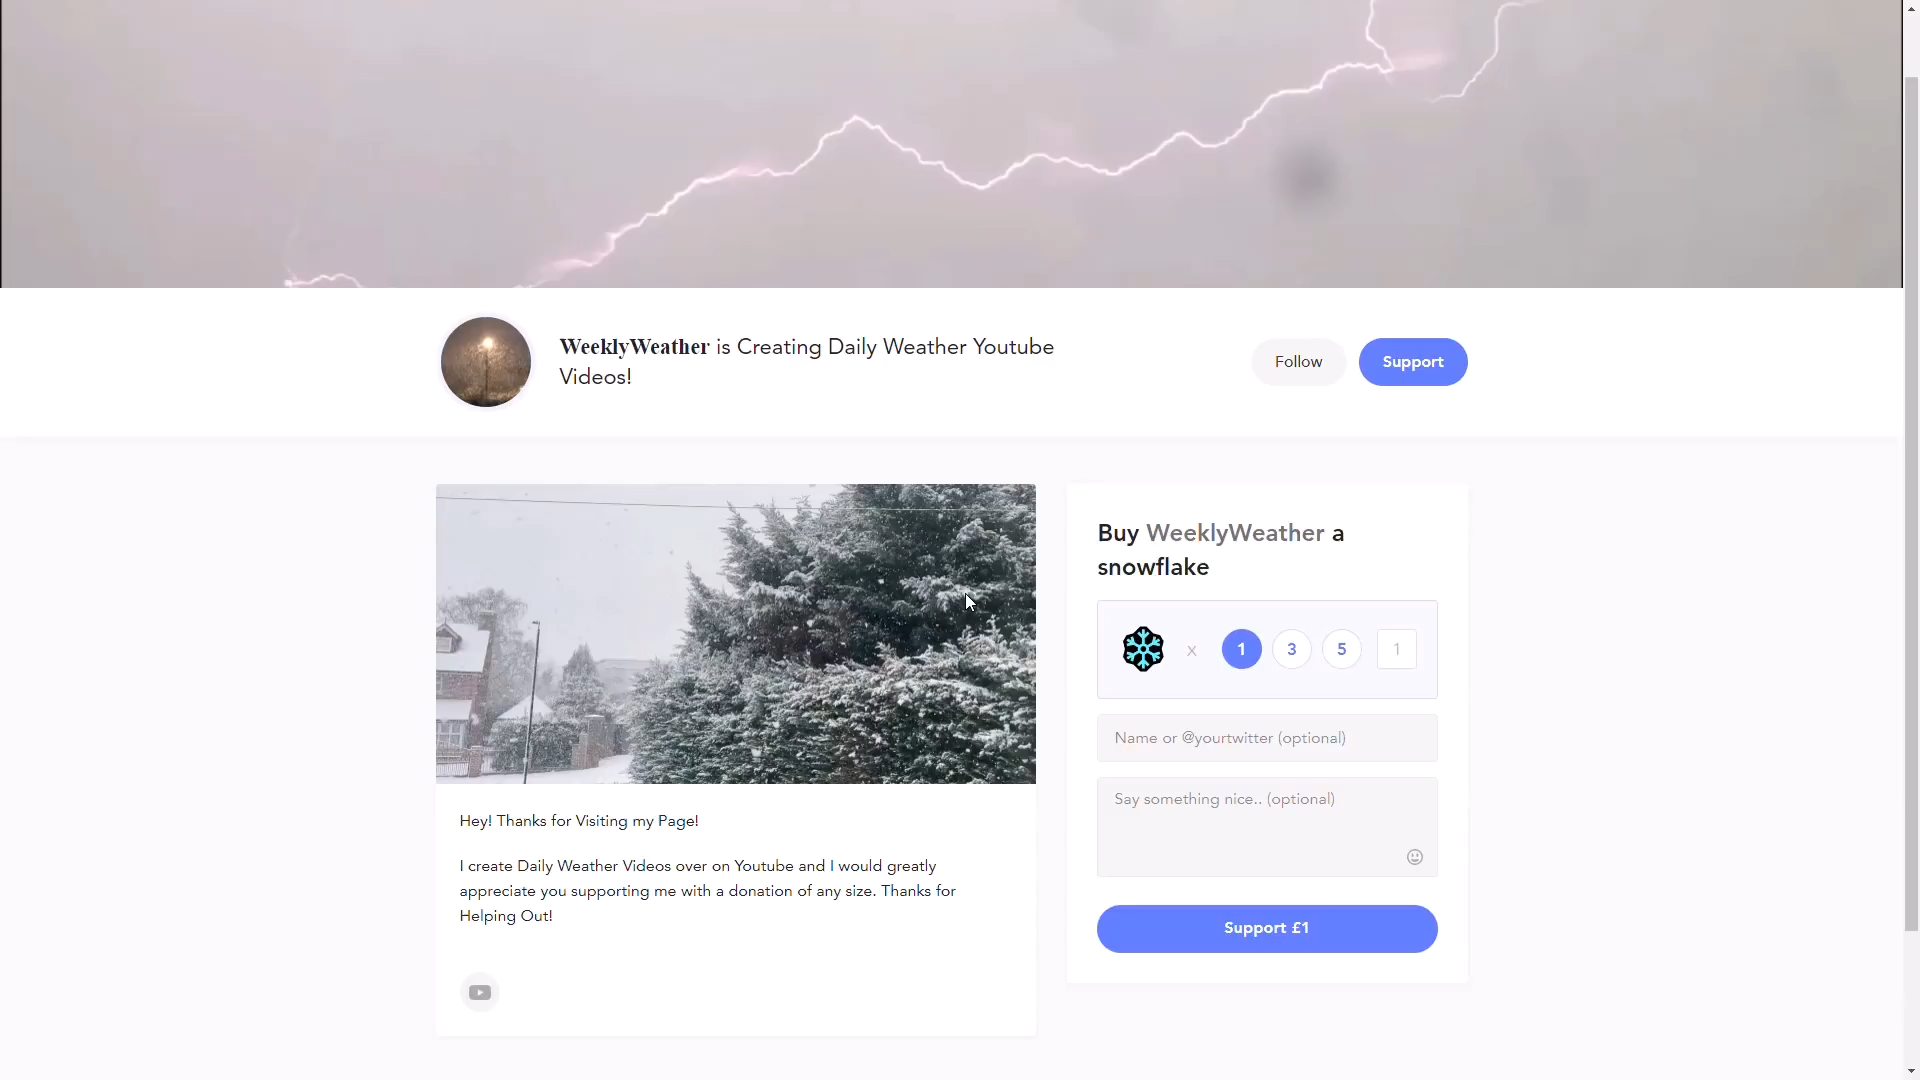 WeeklyWeather is Creating Daily Weather Youtube
Videos!
Follow
Support
Buy WeeklyWeather a
snowflake
x
1
3
5
1
Name or @yourtwitter (optional)
Say something nice.. (optional)
Support £1
Hey! Thanks for Visiting my Page!
I create Daily Weather Videos over on Youtube and I would greatly
appreciate you supporting me with a donation of any size. Thanks for
Helping Out!